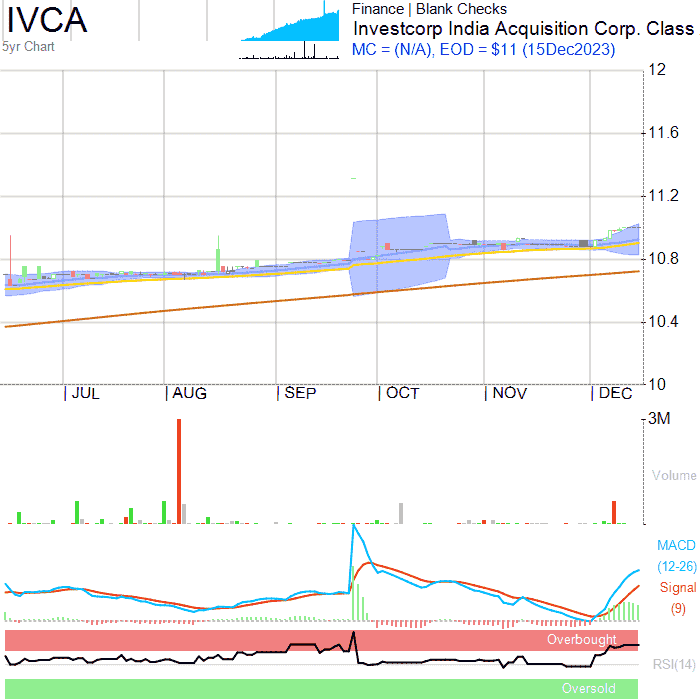 IVCA
5yr Chart
Finance | Blank Checks
Investcorp India Acquisition Corp. Class
MC = (N/A), EOD = $11 (15Dec2023)
12
11.6
11.2
10.8
10.4
10
JUL AUG SEP OCT NOV DEC
3M
Volume
MACD
(12-26)
Signal
(9)
Overbought
RSI(14)
Oversold